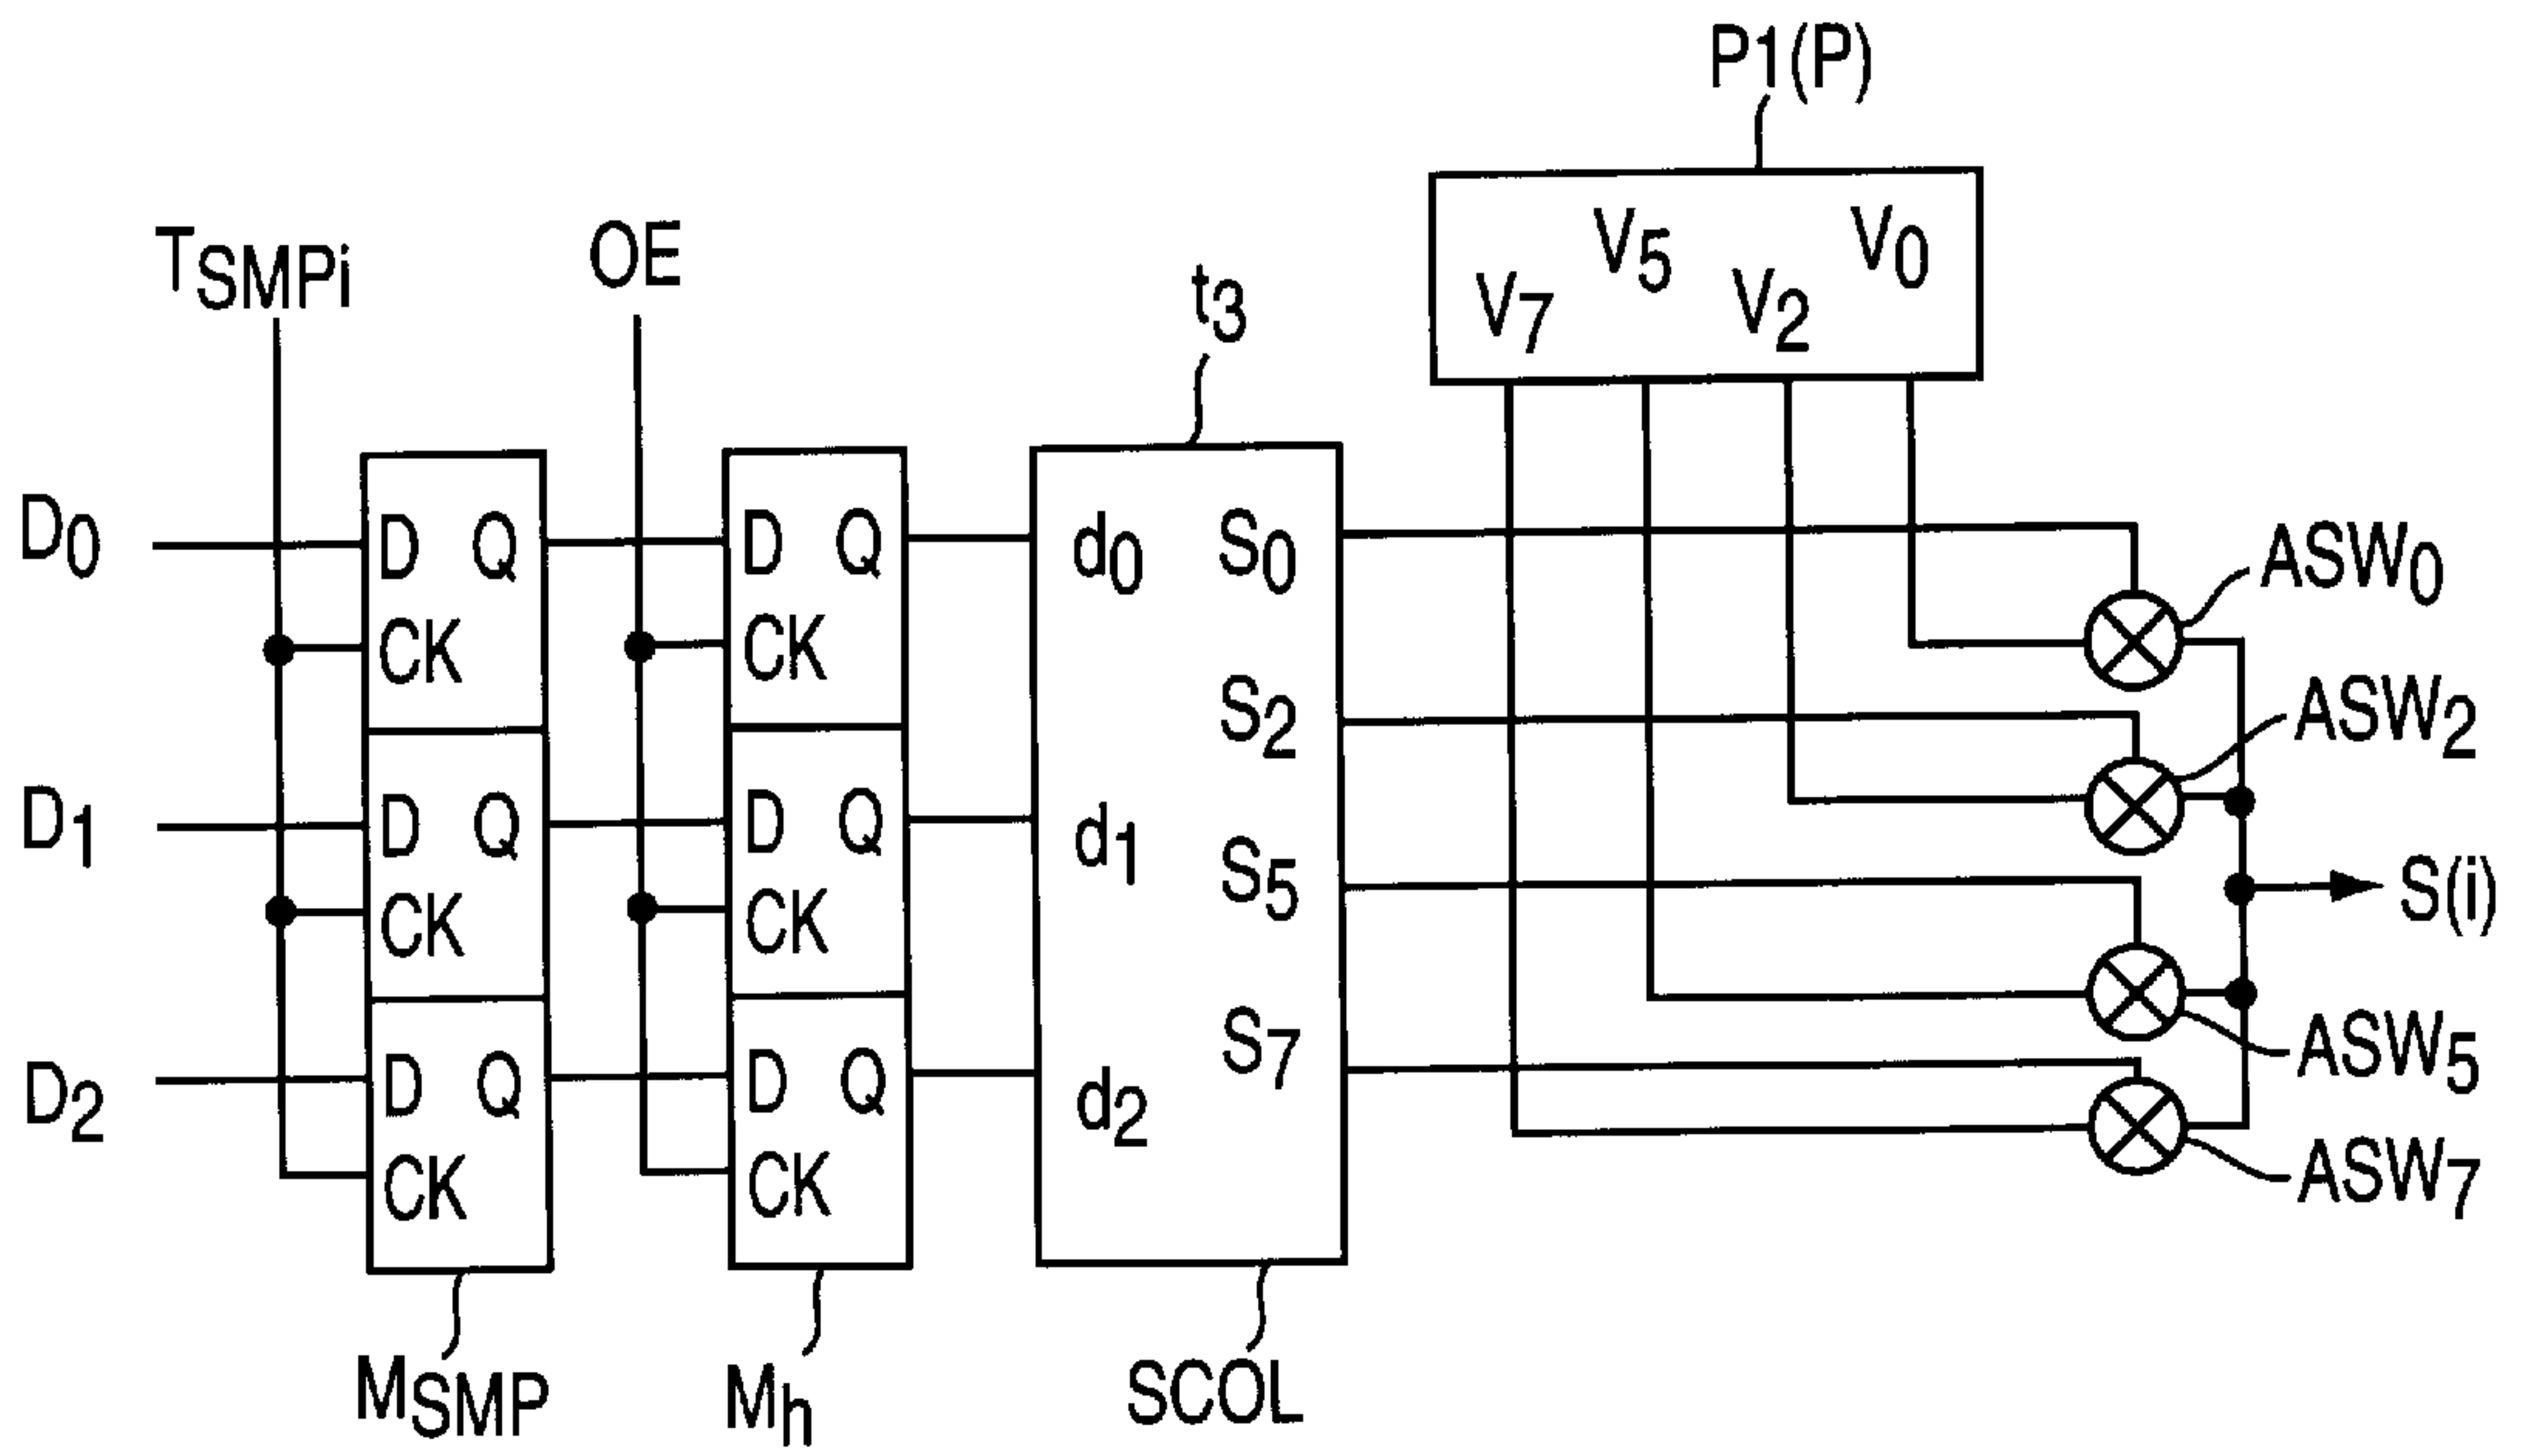 P1(P)
V7 V5 V2 V0
TSMPi
OE
t3
D0
D Q
CK
D Q
CK
d0
S0
ASW0
S2
ASW2
D1
D Q
CK
D Q
CK
d1
S5
S(i)
ASW5
D2
D Q
CK
D Q
CK
d2
S7
ASW7
MSMP
Mh
SCOL